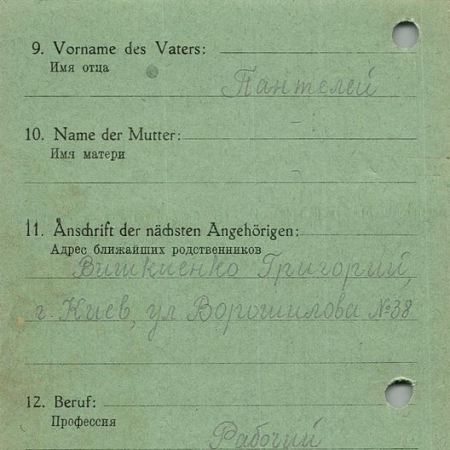 9. Vorname des Vaters:
Имя отца
Пантелей
10. Name der Mutter:
Имя матери
11. Anschrift der nächsten Angehörigen:
Адрес ближайших родственников
Вишкиенко Григорий,
г. Киев, ул Ворошилова №38
12. Beruf:
Профессия
Рабочий